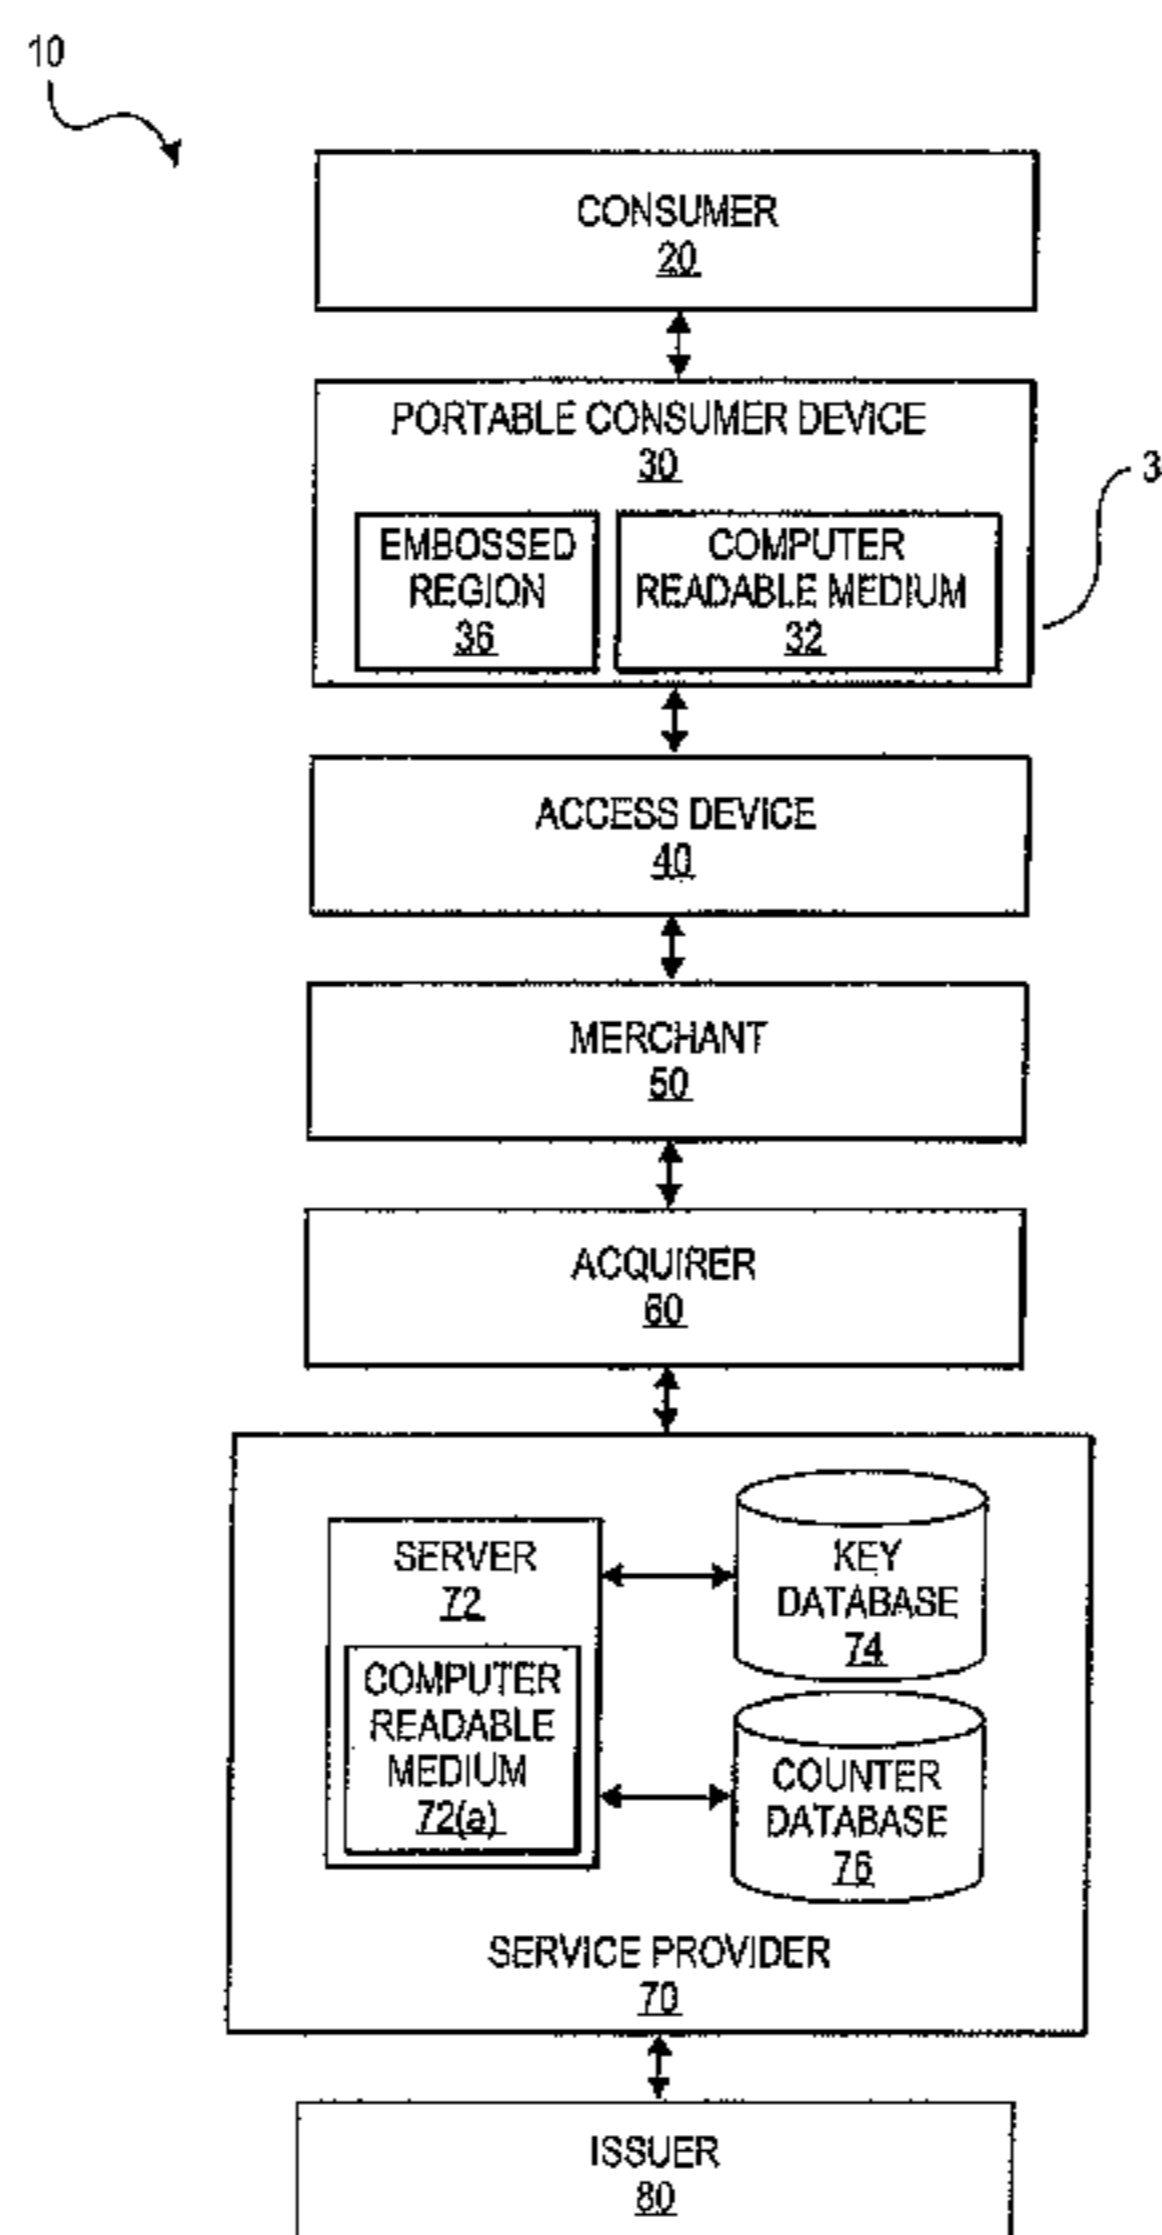 10
CONSUMER
20
PORTABLE CONSUMER DEVICE
30
3
EMBOSSED
REGION
36
COMPUTER
READABLE MEDIUM
32
ACCESS DEVICE
40
MERCHANT
50
ACQUIRER
60
SERVER
72
COMPUTER
READABLE
MEDIUM
72(a)
KEY
DATABASE
74
COUNTER
DATABASE
76
SERVICE PROVIDER
70
ISSUER
80